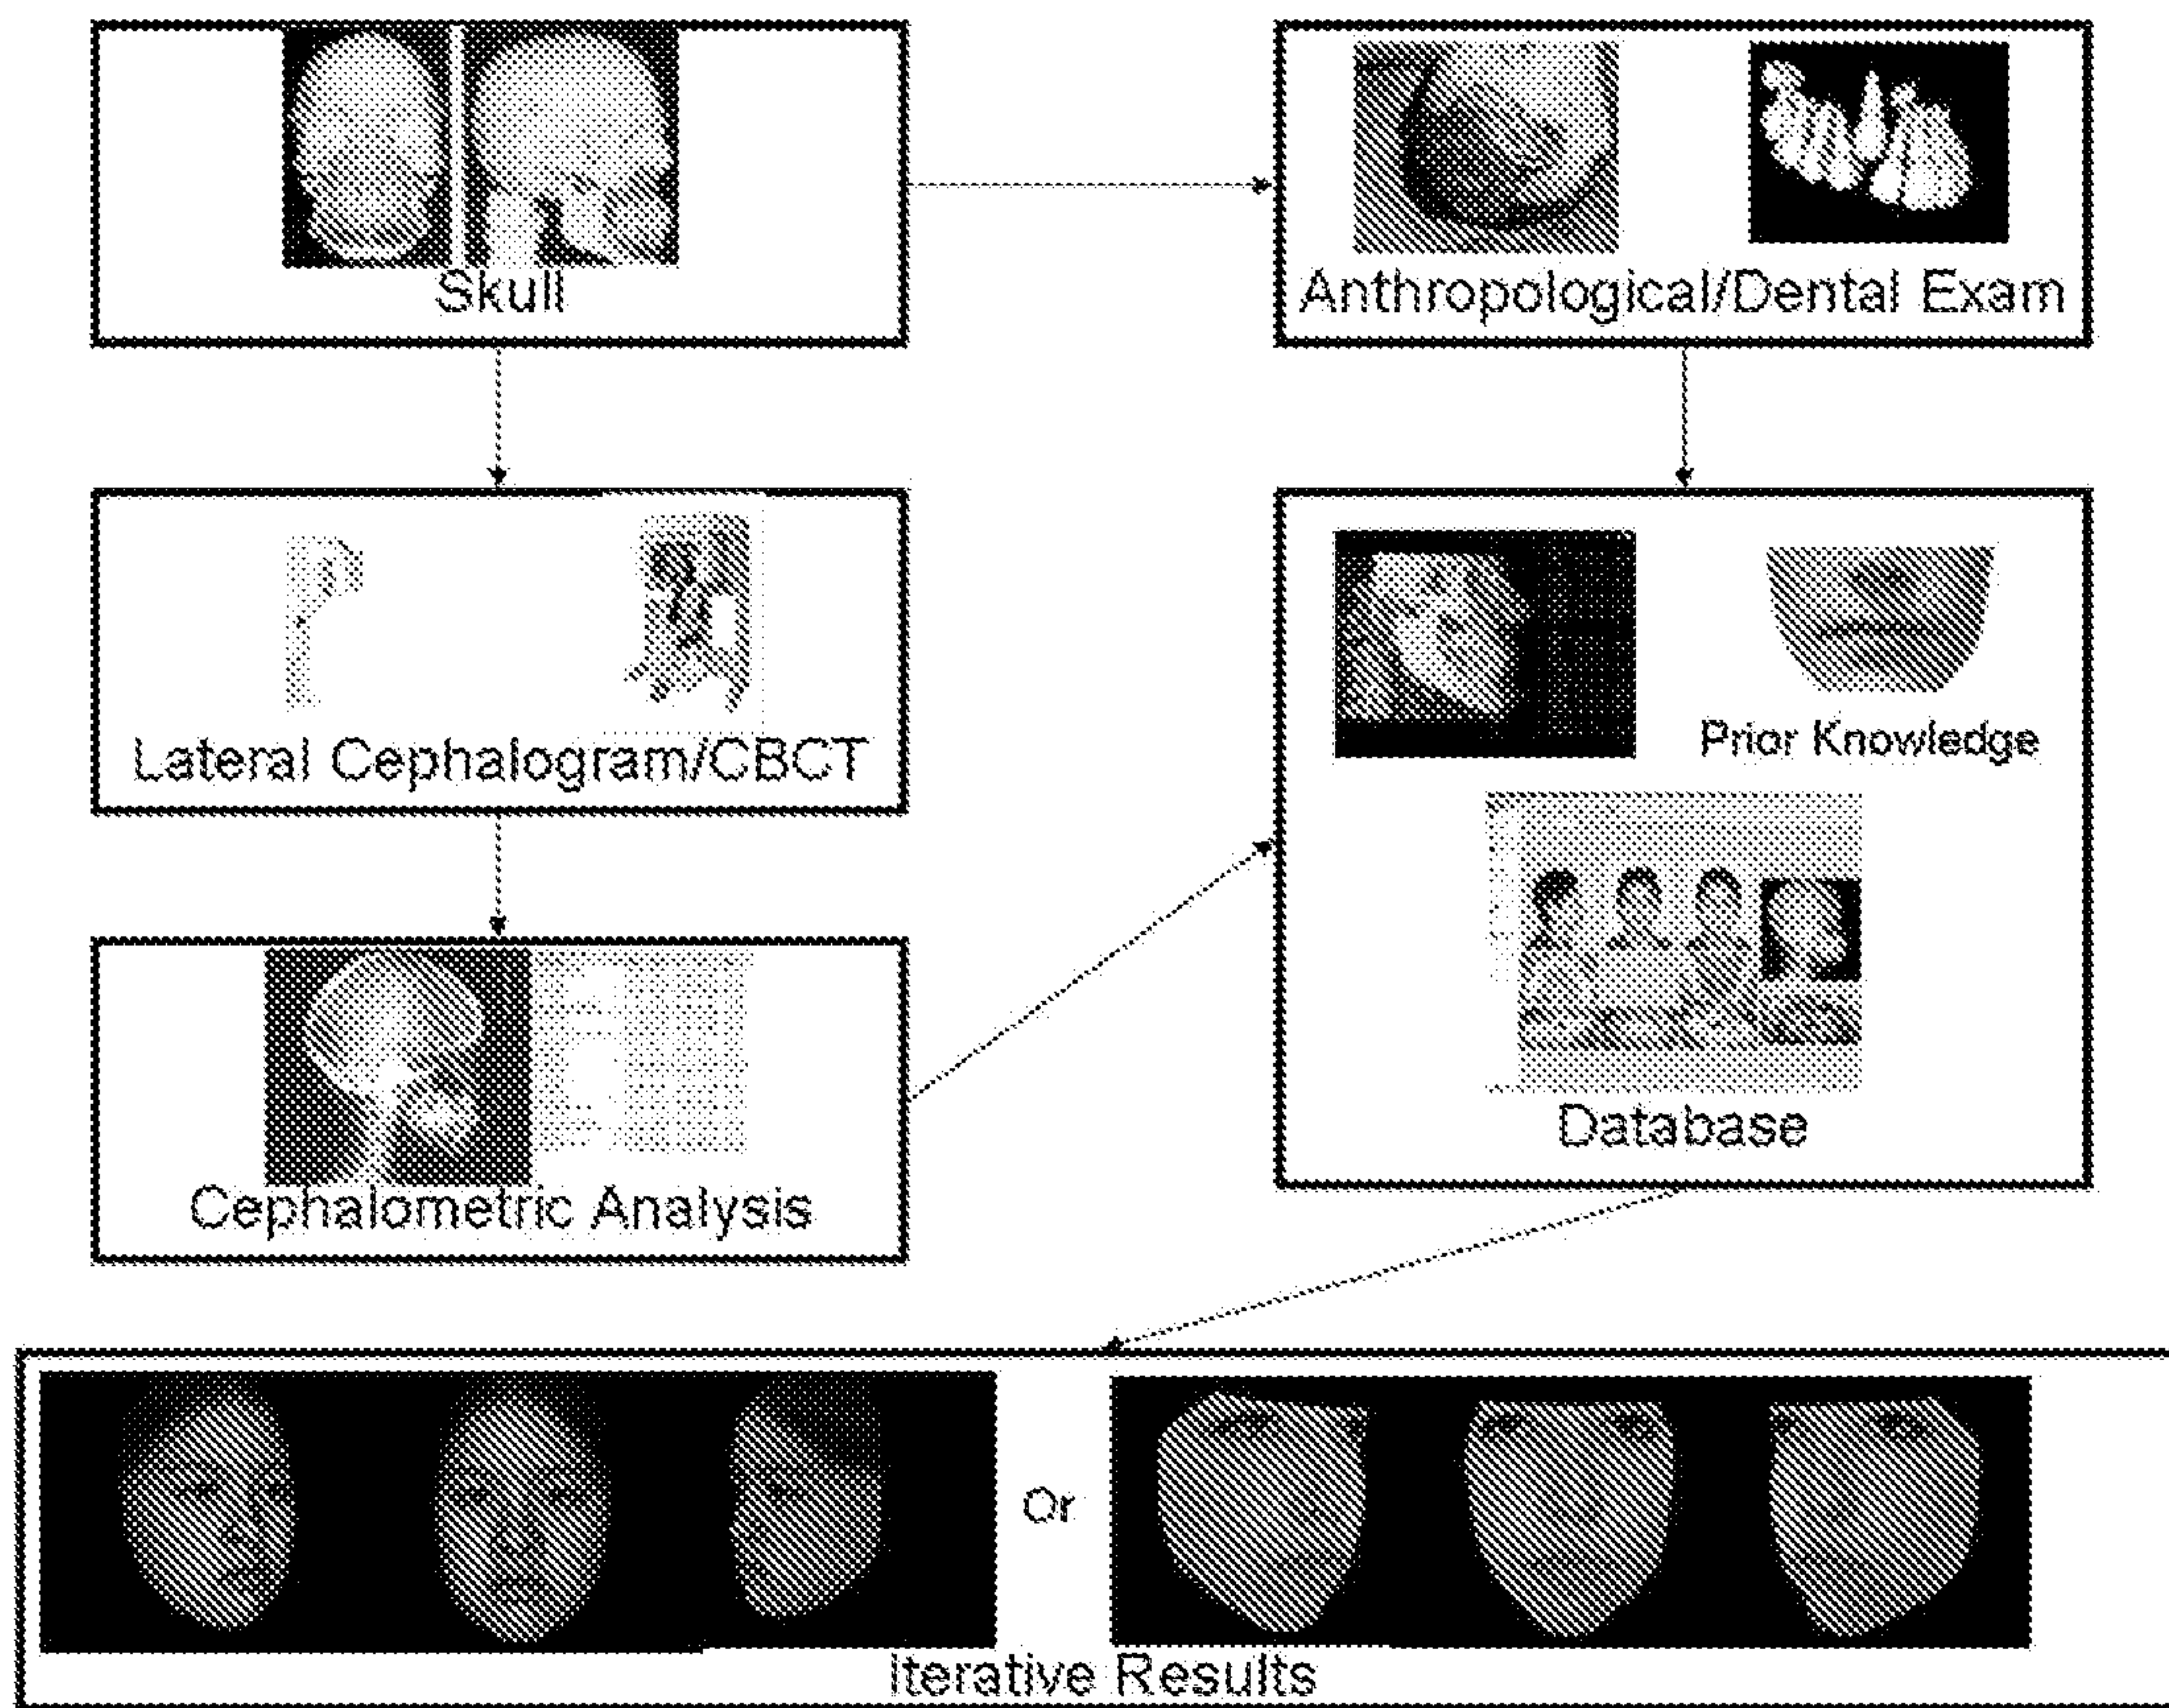 Skull
Anthropological/Dental Exam
Lateral Cephalogram/CBCT
Prior Knowledge
Database
Cephalometric Analysis
Or
Iterative Results